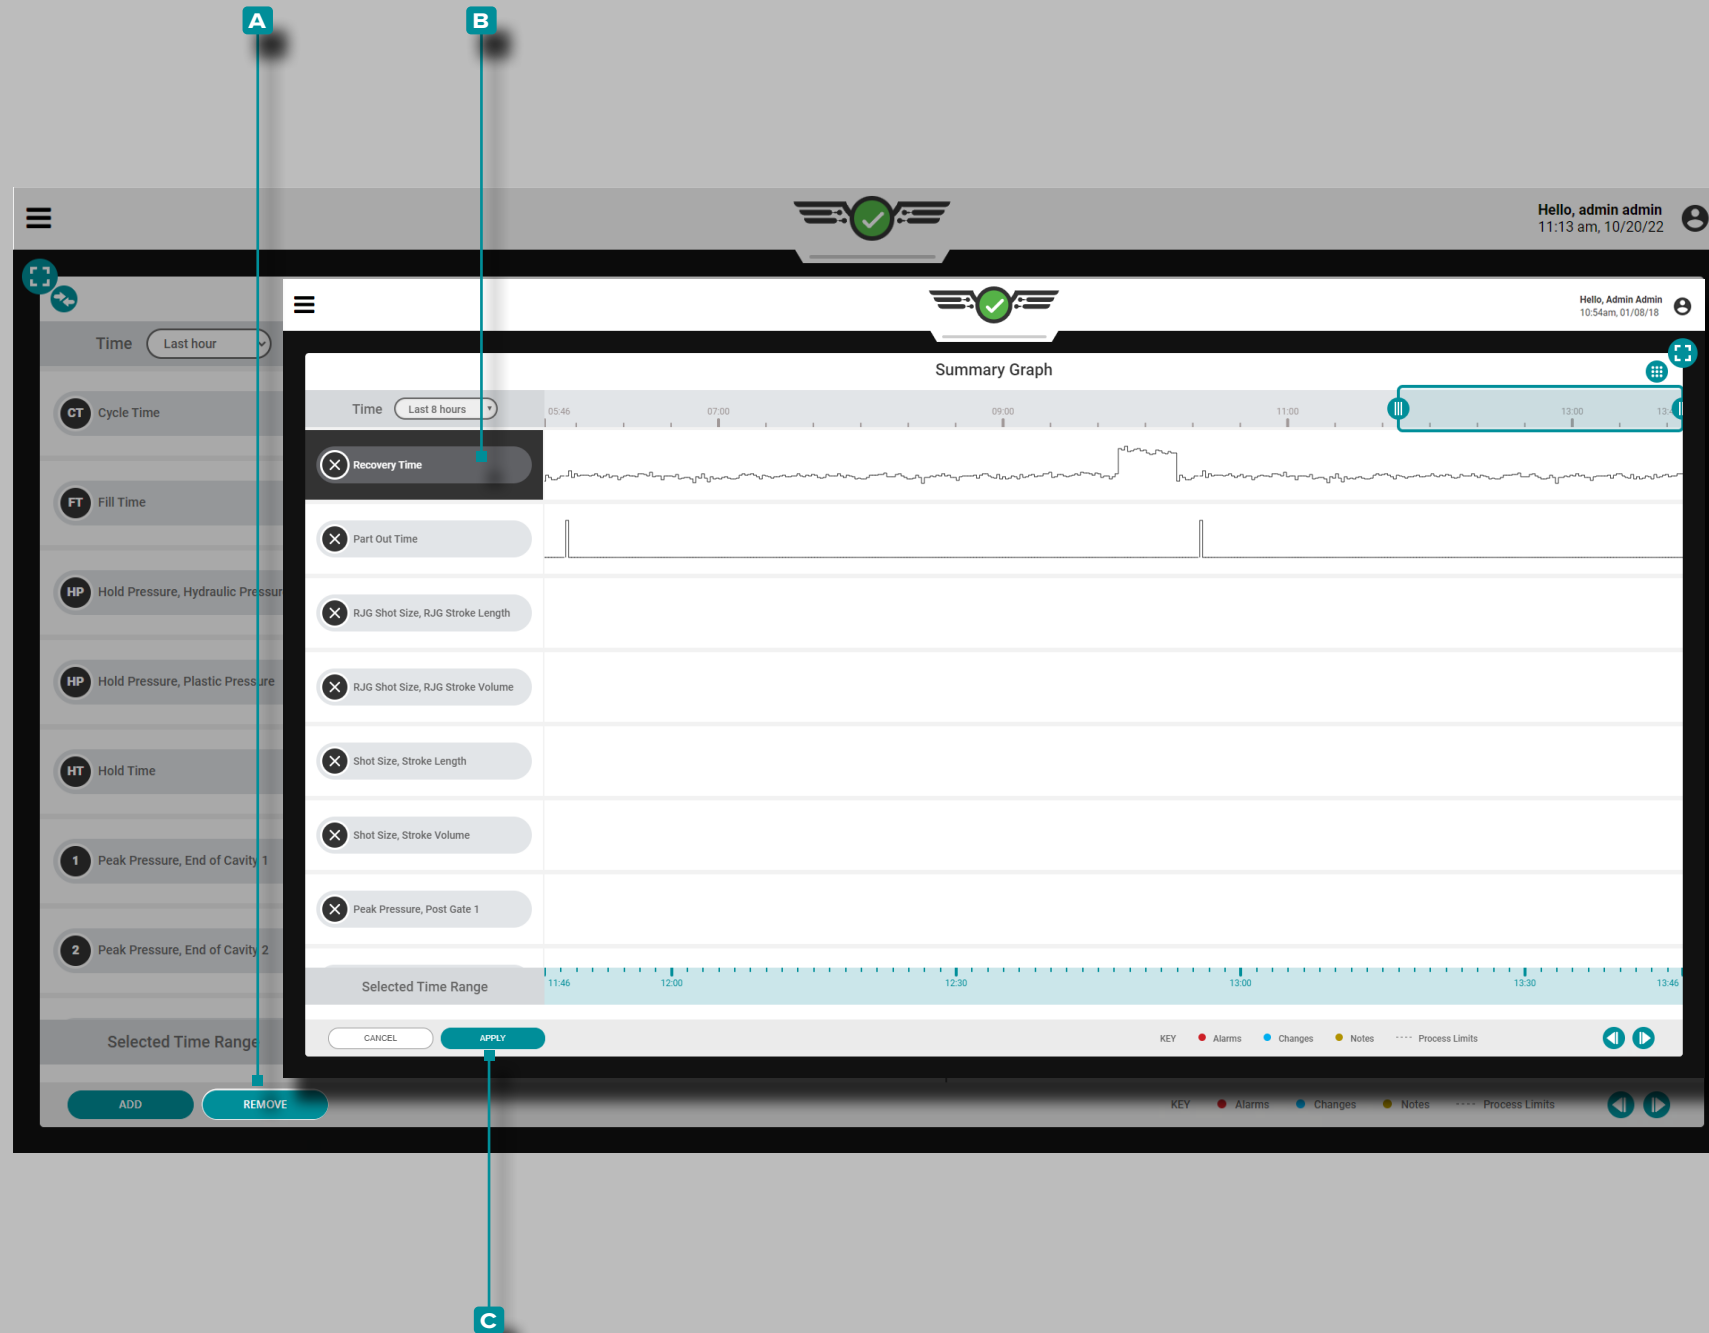 A
B
Hello, admin admin
11:13 am, 10/20/22
Time
Last hour
CT Cycle Time
FT Fill Time
HP Hold Pressure, Hydraulic Pressur
HP Hold Pressure, Plastic Pressure
HT Hold Time
1 Peak Pressure, End of Cavity 1
2 Peak Pressure, End of Cavity 2
Selected Time Range
ADD
REMOVE
KEY Alarms Changes Notes Process Limits
Hello, Admin Admin
10:54am, 01/08/18
Summary Graph
Time
Last 8 hours
05:46 07:00 09:00 11:00 13:00 13:4
Recovery Time
Part Out Time
RJG Shot Size, RJG Stroke Length
RJG Shot Size, RJG Stroke Volume
Shot Size, Stroke Length
Shot Size, Stroke Volume
Peak Pressure, Post Gate 1
Selected Time Range
11:46 12:00 12:30 13:00 13:30 13:46
CANCEL
APPLY
KEY Alarms Changes Notes Process Limits
C